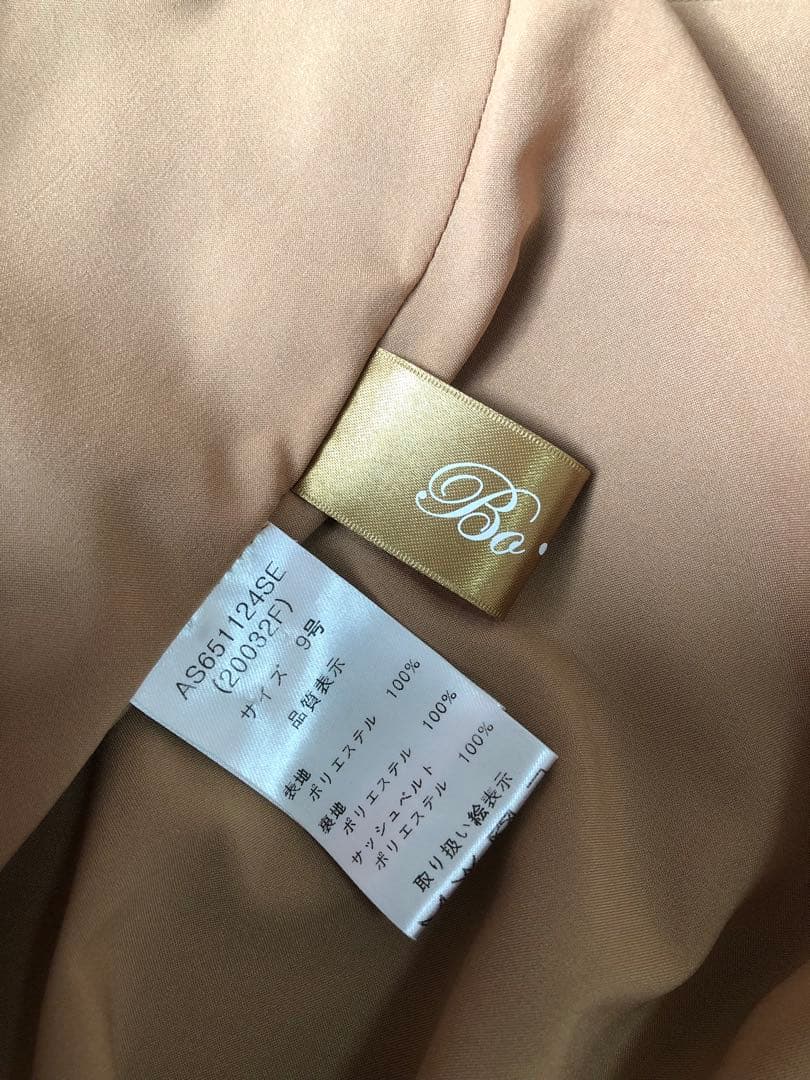 Bo
AS651124SE
(20032F)
サイズ 9号
品質表示
表地
ポリエステル 100%
裏地
ポリエステル 100%
サッシュベルト
ポリエステル 100%
取り扱い絵表示